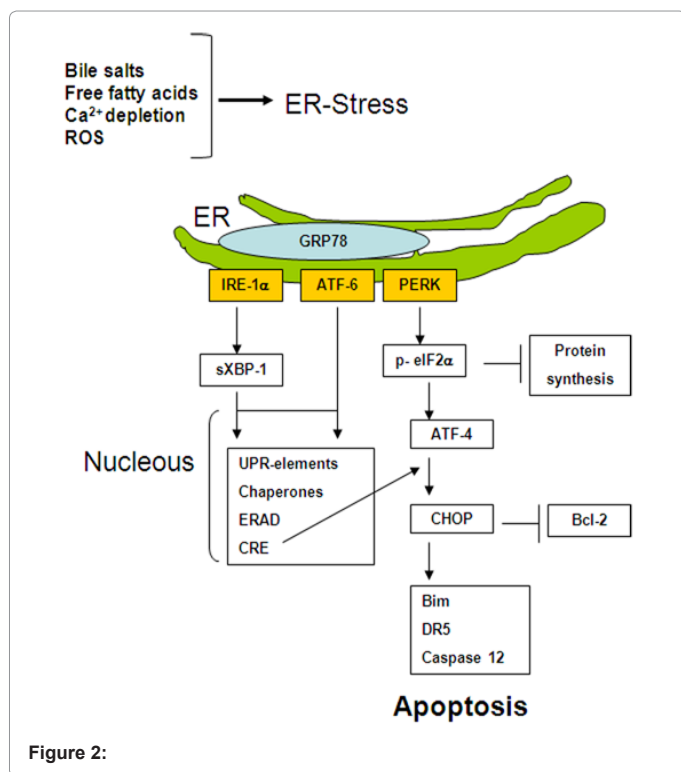 Bile salts
Free fatty acids
Ca2+ depletion
ROS
ER-Stress
ER
GRP78
IRE-1α
ATF-6
PERK
sXBP-1
p- eIF2α
Protein
synthesis
ATF-4
Nucleous
UPR-elements
Chaperones
ERAD
CRE
CHOP
Bcl-2
Bim
DR5
Caspase 12
Apoptosis
Figure 2: